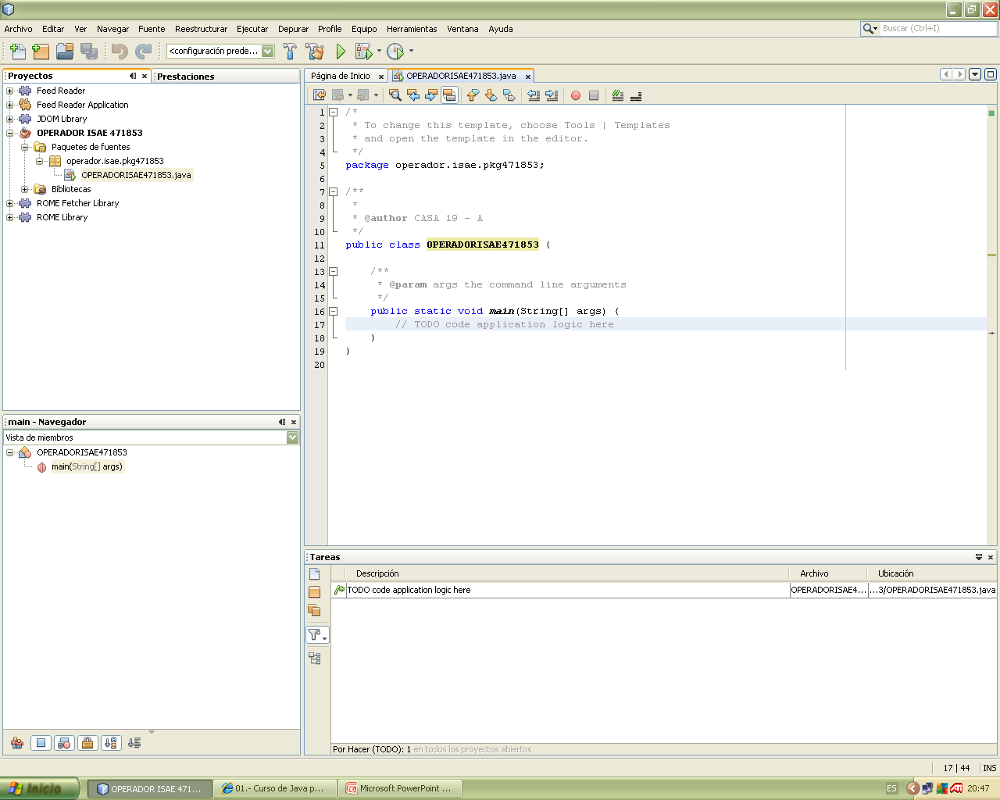 Archivo Editar Ver Navegar Fuente Reestructurar Ejecutar Depurar Profile Equipo Herramientas Ventana Ayuda
Buscar (Ctrl+I)
<configuración prede...
Proyectos
Prestaciones
Feed Reader
Feed Reader Application
JDOM Library
OPERADOR ISAE 471853
Paquetes de fuentes
operador.isae.pkg471853
OPERADORISAE471853.java
Bibliotecas
ROME Fetcher Library
ROME Library
main - Navegador
Vista de miembros
OPERADORISAE471853
main(String[] args)
Página de Inicio
OPERADORISAE471853.java
1 /*
2 * To change this template, choose Tools | Templates
3 * and open the template in the editor.
4 */
5 package operador.isae.pkg471853;
6
7 /**
8 *
9 * @author CASA 19 - A
10 */
11 public class OPERADORISAE471853 {
12
13 /**
14 * @param args the command line arguments
15 */
16 public static void main(String[] args) {
17 // TODO code application logic here
18 }
19 }
20
Tareas
Descripción Archivo Ubicación
TODO code application logic here OPERADORISAE4... ...3/OPERADORISAE471853.java
Por Hacer (TODO): 1 en todos los proyectos abiertos
17 | 44 INS
Inicio
OPERADOR ISAE 471...
01.- Curso de Java p...
Microsoft PowerPoint ...
ES
20:47